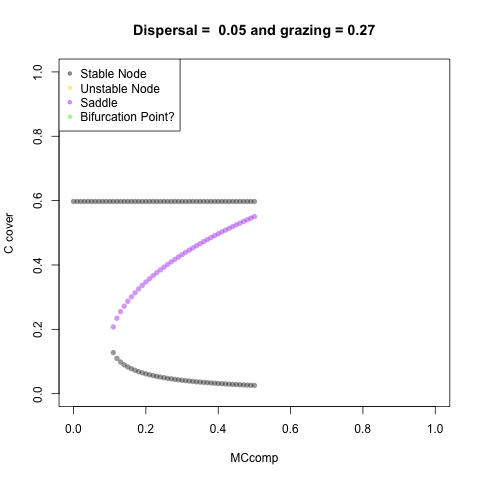 Dispersal =  0.05 and grazing = 0.27
Stable Node
Unstable Node
Saddle
Bifurcation Point?
1.0
0.8
0.6
0.4
0.2
0.0
C cover
0.0 0.2 0.4 0.6 0.8 1.0
MCcomp